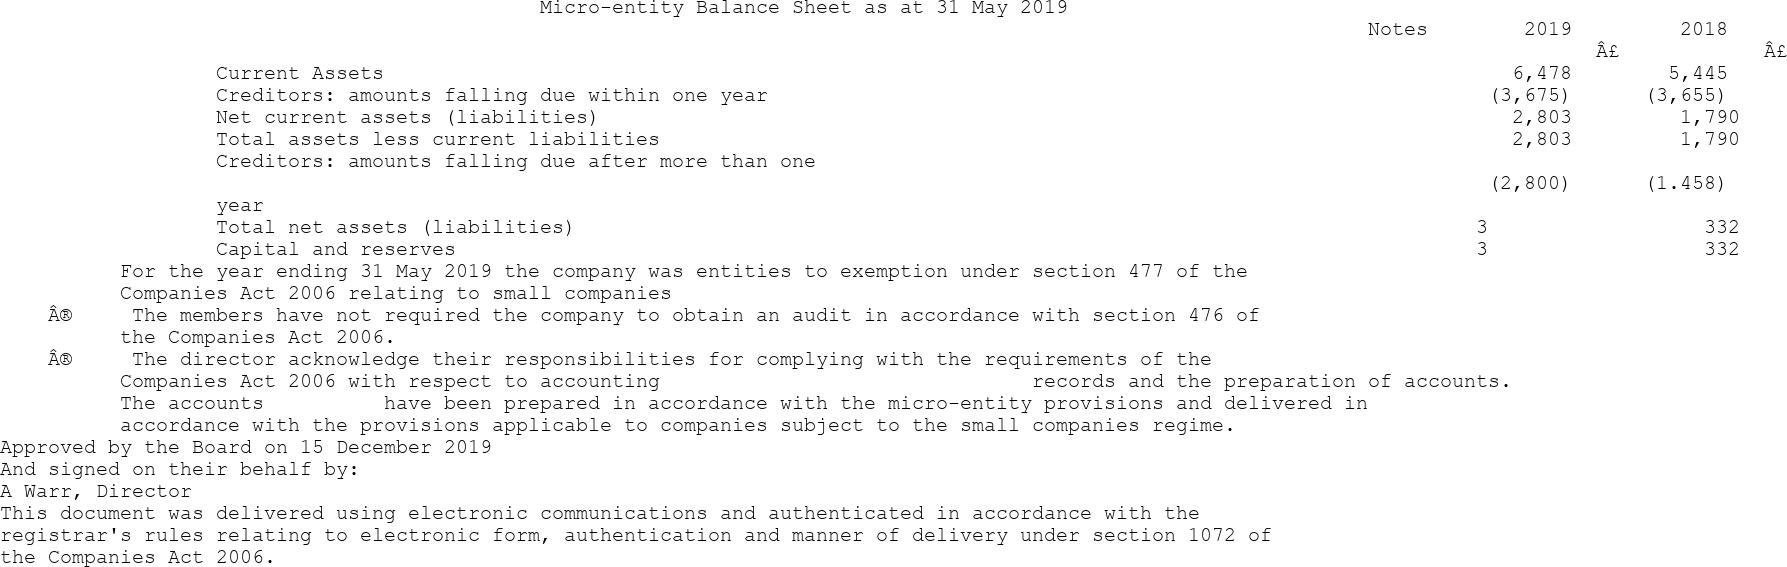 Micro-entity Balance Sheet as at 31 May 2019
Notes 2019 2018
Â£ Â£
Current Assets 6,478 5,445
Creditors: amounts falling due within one year (3,675) (3,655)
Net current assets (liabilities) 2,803 1,790
Total assets less current liabilities 2,803 1,790
Creditors: amounts falling due after more than one
(2,800) (1.458)
year
Total net assets (liabilities) 3 332
Capital and reserves 3 332
For the year ending 31 May 2019 the company was entities to exemption under section 477 of the
Companies Act 2006 relating to small companies
Â® The members have not required the company to obtain an audit in accordance with section 476 of
the Companies Act 2006.
Â® The director acknowledge their responsibilities for complying with the requirements of the
Companies Act 2006 with respect to accounting records and the preparation of accounts.
The accounts have been prepared in accordance with the micro-entity provisions and delivered in
accordance with the provisions applicable to companies subject to the small companies regime.
Approved by the Board on 15 December 2019
And signed on their behalf by:
A Warr, Director
This document was delivered using electronic communications and authenticated in accordance with the
registrar's rules relating to electronic form, authentication and manner of delivery under section 1072 of
the Companies Act 2006.